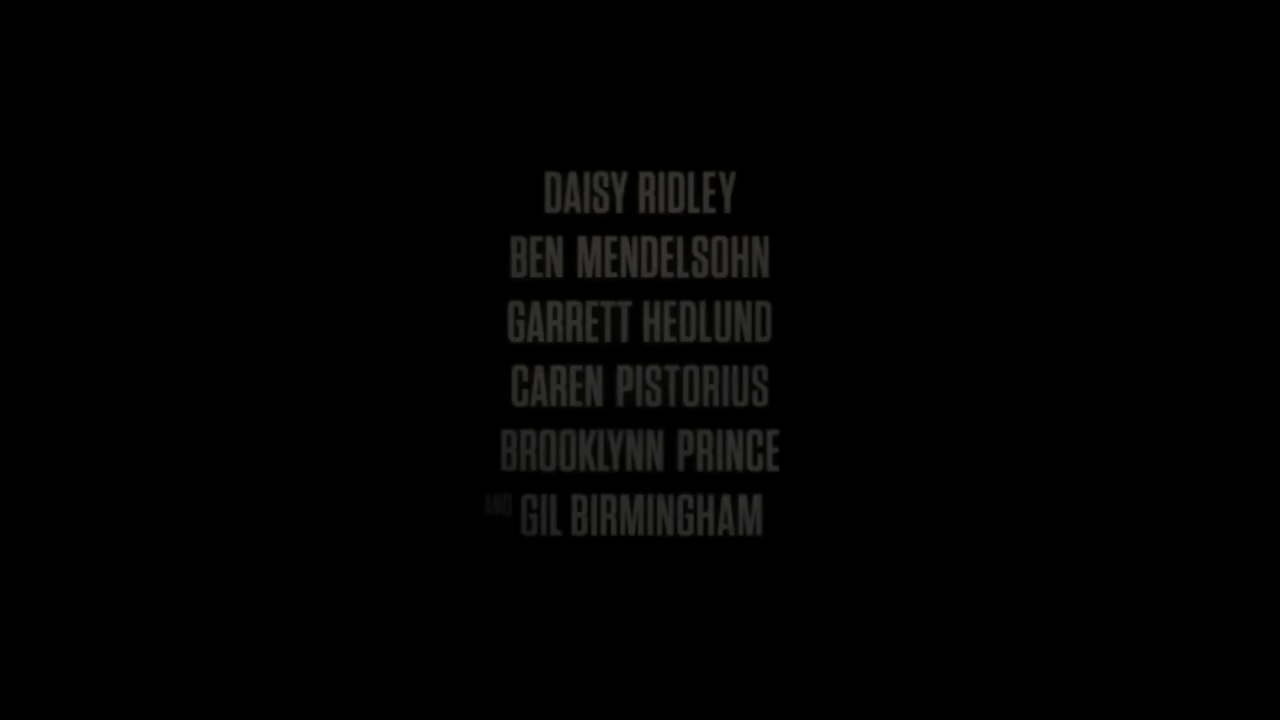 DAISY RIDLEY
BEN MENDELSOHN
GARRETT HEDLUND
CAREN PISTORIUS
BROOKLYNN PRINCE
AND GIL BIRMINGHAM